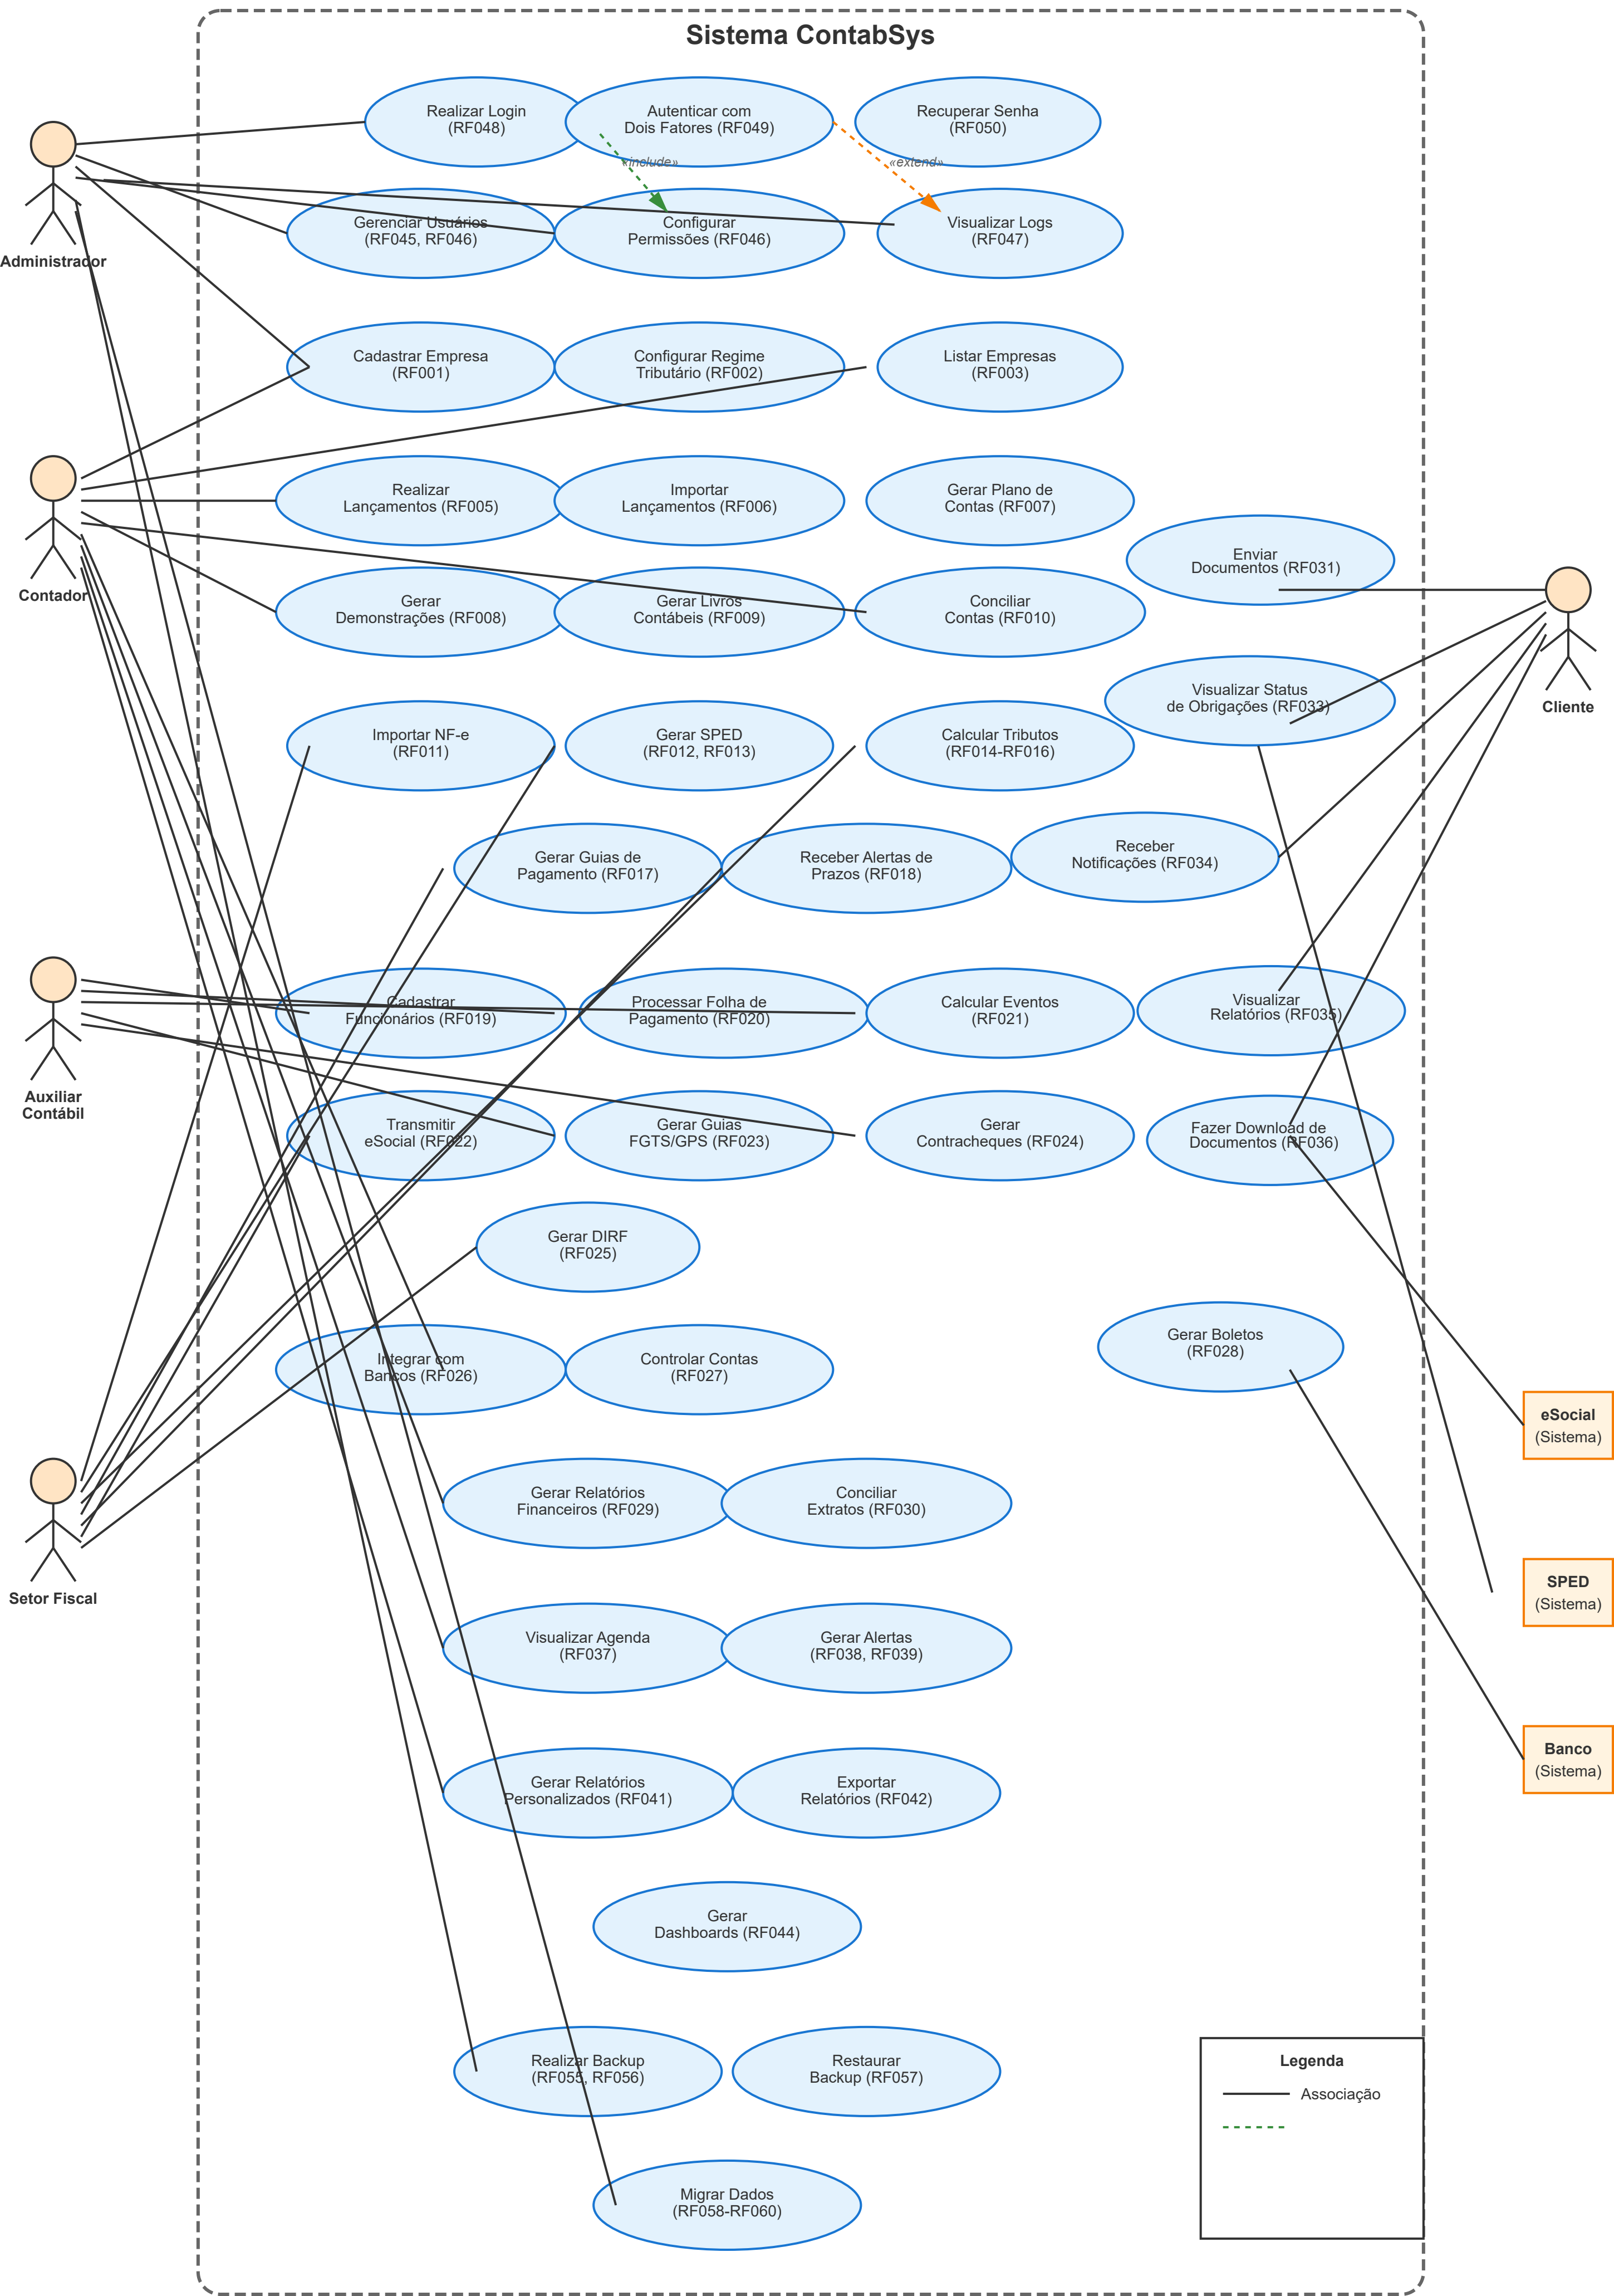 Sistema ContabSys
Realizar Login
(RF048)
Autenticar com
Dois Fatores (RF049)
Recuperar Senha
(RF050)
«include»
«extend»
Administrador
Gerenciar Usuários
(RF045, RF046)
Configurar
Permissões (RF046)
Visualizar Logs
(RF047)
Cadastrar Empresa
(RF001)
Configurar Regime
Tributário (RF002)
Listar Empresas
(RF003)
Contador
Realizar
Lançamentos (RF005)
Importar
Lançamentos (RF006)
Gerar Plano de
Contas (RF007)
Enviar
Documentos (RF031)
Gerar
Demonstrações (RF008)
Gerar Livros
Contábeis (RF009)
Conciliar
Contas (RF010)
Cliente
Visualizar Status
de Obrigações (RF033)
Importar NF-e
(RF011)
Gerar SPED
(RF012, RF013)
Calcular Tributos
(RF014-RF016)
Gerar Guias de
Pagamento (RF017)
Receber Alertas de
Prazos (RF018)
Receber
Notificações (RF034)
Auxiliar
Contábil
Cadastrar
Funcionários (RF019)
Processar Folha de
Pagamento (RF020)
Calcular Eventos
(RF021)
Visualizar
Relatórios (RF035)
Transmitir
eSocial (RF022)
Gerar Guias
FGTS/GPS (RF023)
Gerar
Contracheques (RF024)
Fazer Download de
Documentos (RF036)
Gerar DIRF
(RF025)
Integrar com
Bancos (RF026)
Controlar Contas
(RF027)
Gerar Boletos
(RF028)
eSocial
(Sistema)
Setor Fiscal
Gerar Relatórios
Financeiros (RF029)
Conciliar
Extratos (RF030)
SPED
(Sistema)
Visualizar Agenda
(RF037)
Gerar Alertas
(RF038, RF039)
Banco
(Sistema)
Gerar Relatórios
Personalizados (RF041)
Exportar
Relatórios (RF042)
Gerar
Dashboards (RF044)
Realizar Backup
(RF055, RF056)
Restaurar
Backup (RF057)
Migrar Dados
(RF058-RF060)
Legenda
Associação